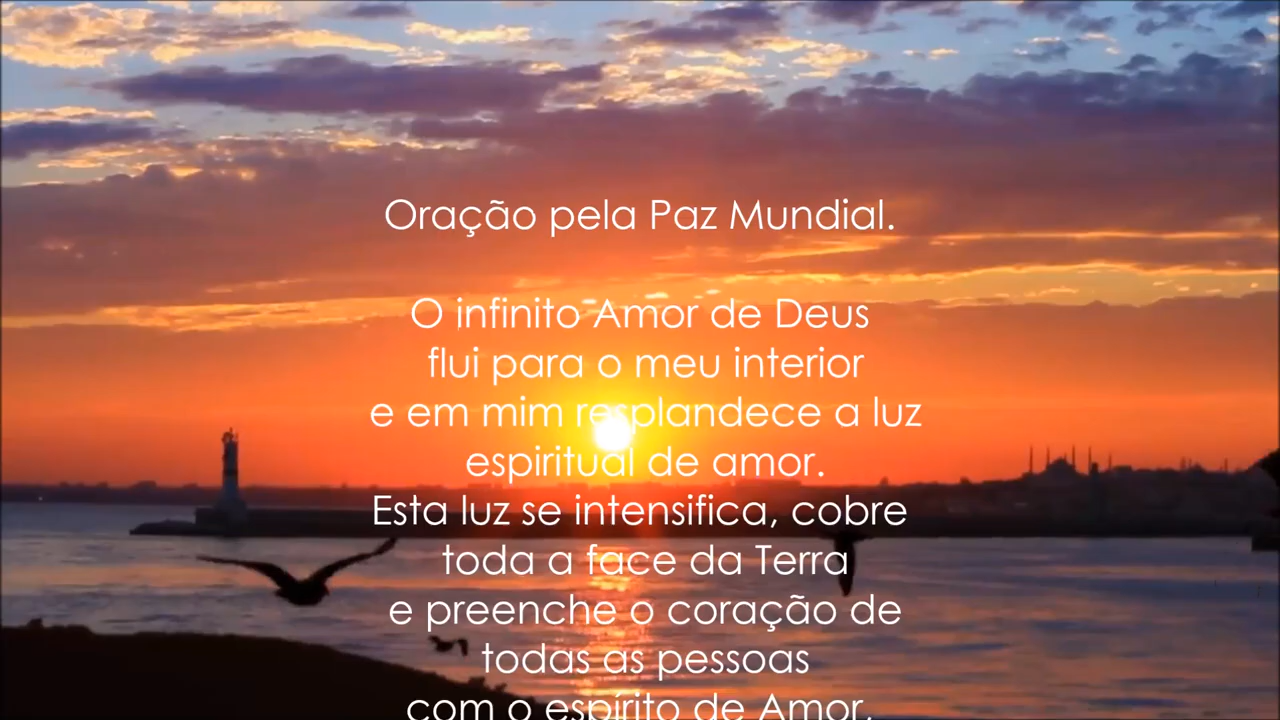 Oração pela Paz Mundial.
O infinito Amor de Deus
flui para o meu interior
e em mim resplandece a luz
espiritual de amor.
Esta luz se intensifica, cobre
toda a face da Terra
e preenche o coração de
todas as pessoas
com o espírito de Amor,